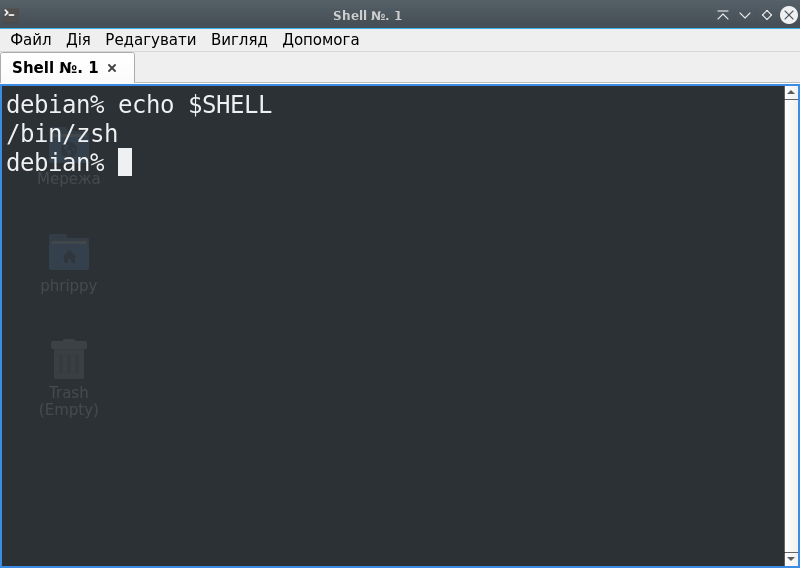 Shell №. 1
Файл Дія Редагувати Вигляд Допомога
Shell №. 1
debian% echo $SHELL
/bin/zsh
debian%
Мережа
phrippy
Trash
(Empty)